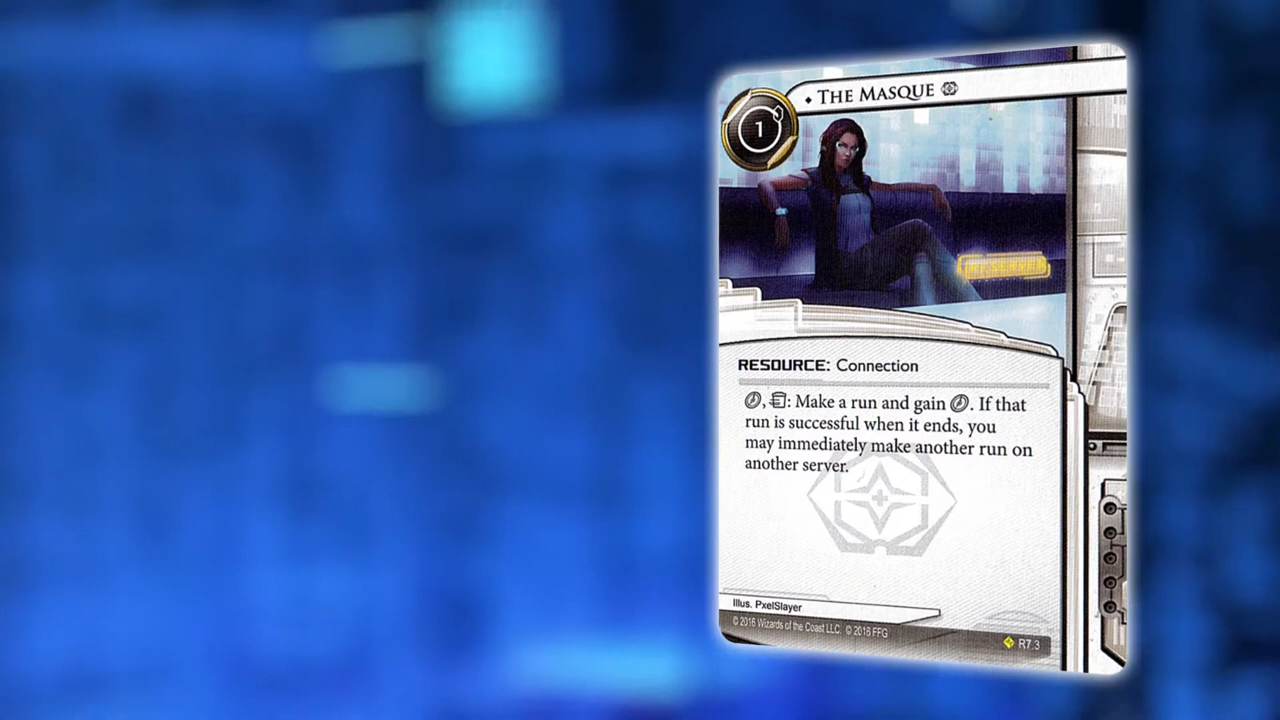 1
♦ The Masque
RESOURCE: Connection
, : Make a run and gain . If that
run is successful when it ends, you
may immediately make another run on
another server.
Illus. PxelSlayer
© 2016 Wizards of the Coast LLC. © 2016 FFG
R7.3